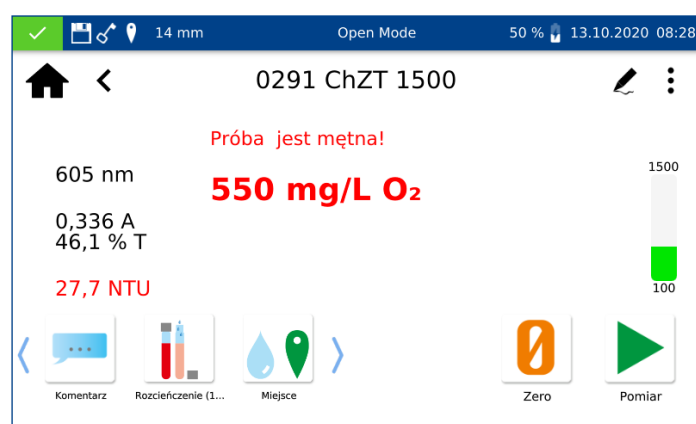 14 mm Open Mode 50 % 13.10.2020 08:28
0291 ChZT 1500
Próba jest mętna!
605 nm
550 mg/L O₂
1500
0,336 A
46,1 % T
27,7 NTU
100
Komentarz Rozcieńczenie (1... Miejsce Zero Pomiar